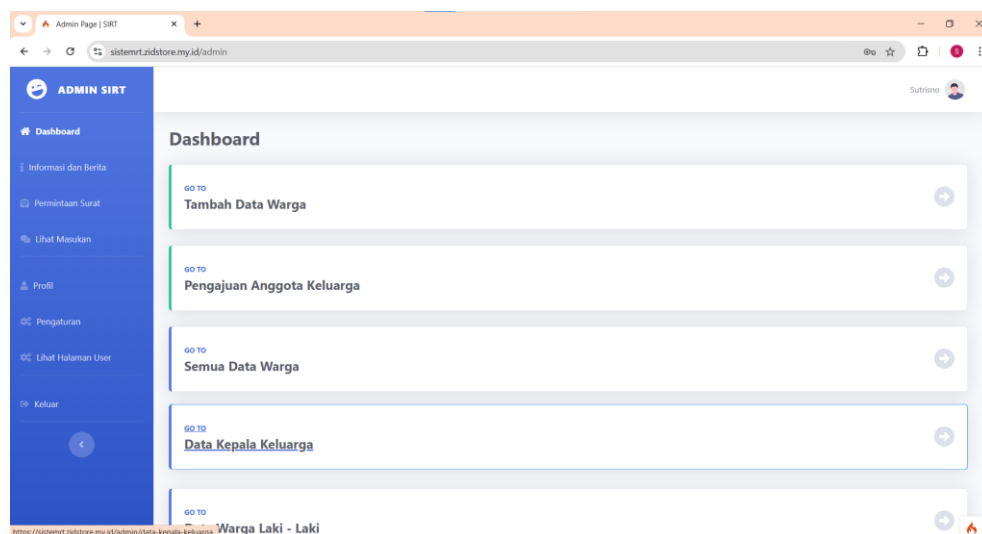 Admin Page | SIRT
sistemrt.zidstore.my.id/admin
S
ADMIN SIRT
Sutrisno
Dashboard
Informasi dan Berita
Permintaan Surat
Lihat Masukan
Profil
Pengaturan
Lihat Halaman User
Keluar
Dashboard
GO TO
Tambah Data Warga
GO TO
Pengajuan Anggota Keluarga
GO TO
Semua Data Warga
GO TO
Data Kepala Keluarga
GO TO
Data Warga Laki - Laki
https://sistemrt.zidstore.my.id/admin/data-kepala-keluarga